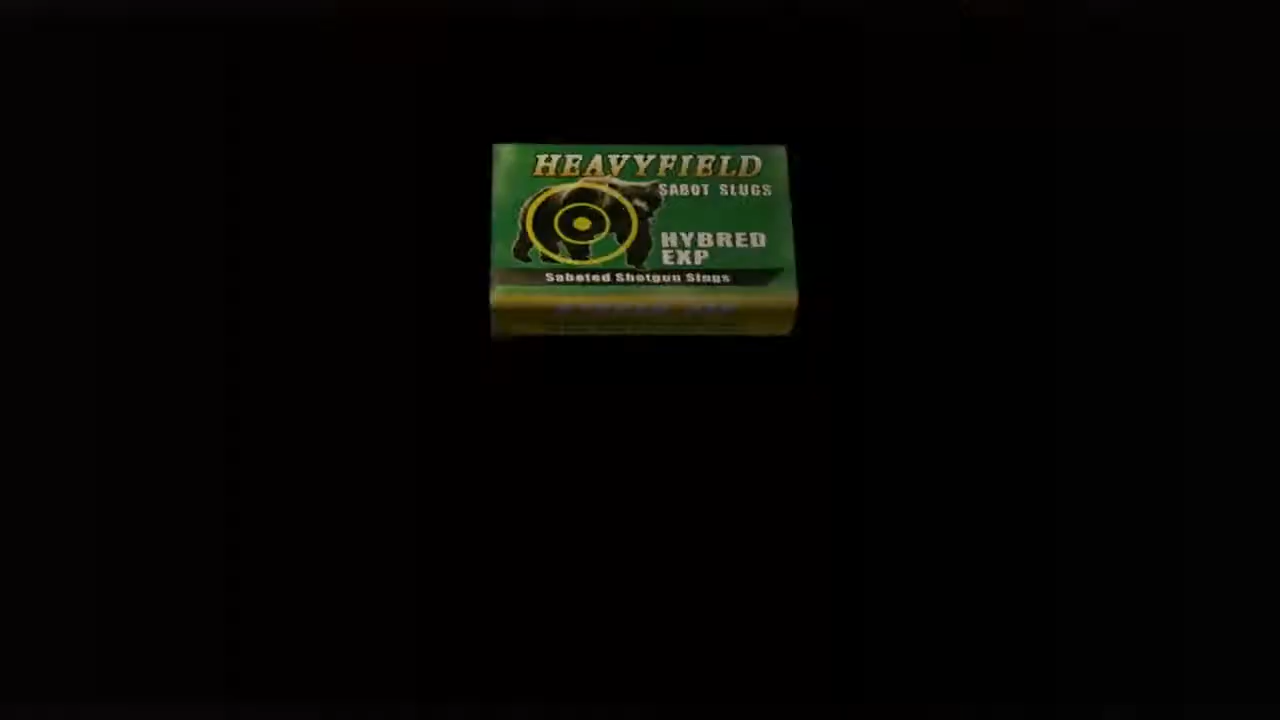 HEAVYFIELD
SABOT SLUGS
HYBRED
EXP
Saboted Shotgun Slugs